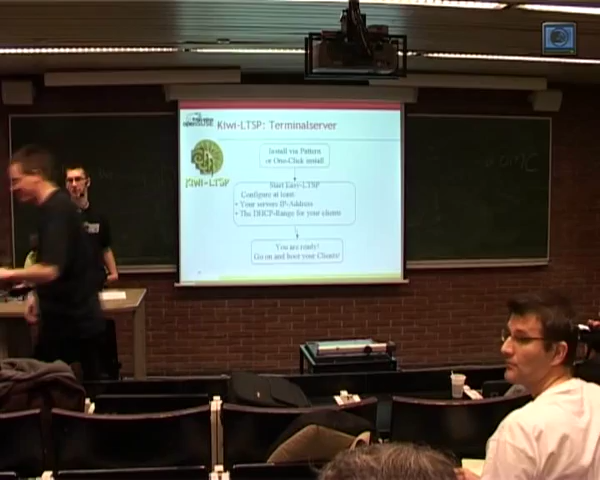 Kiwi-LTSP: Terminalserver
KIWI-LTSP
Install via Pattern
or One-Click install
Start Easy-LTSP
Configure at least:
• Your servers IP-Address
• The DHCP-Range for your clients
You are ready!
Go on and boot your Clients!